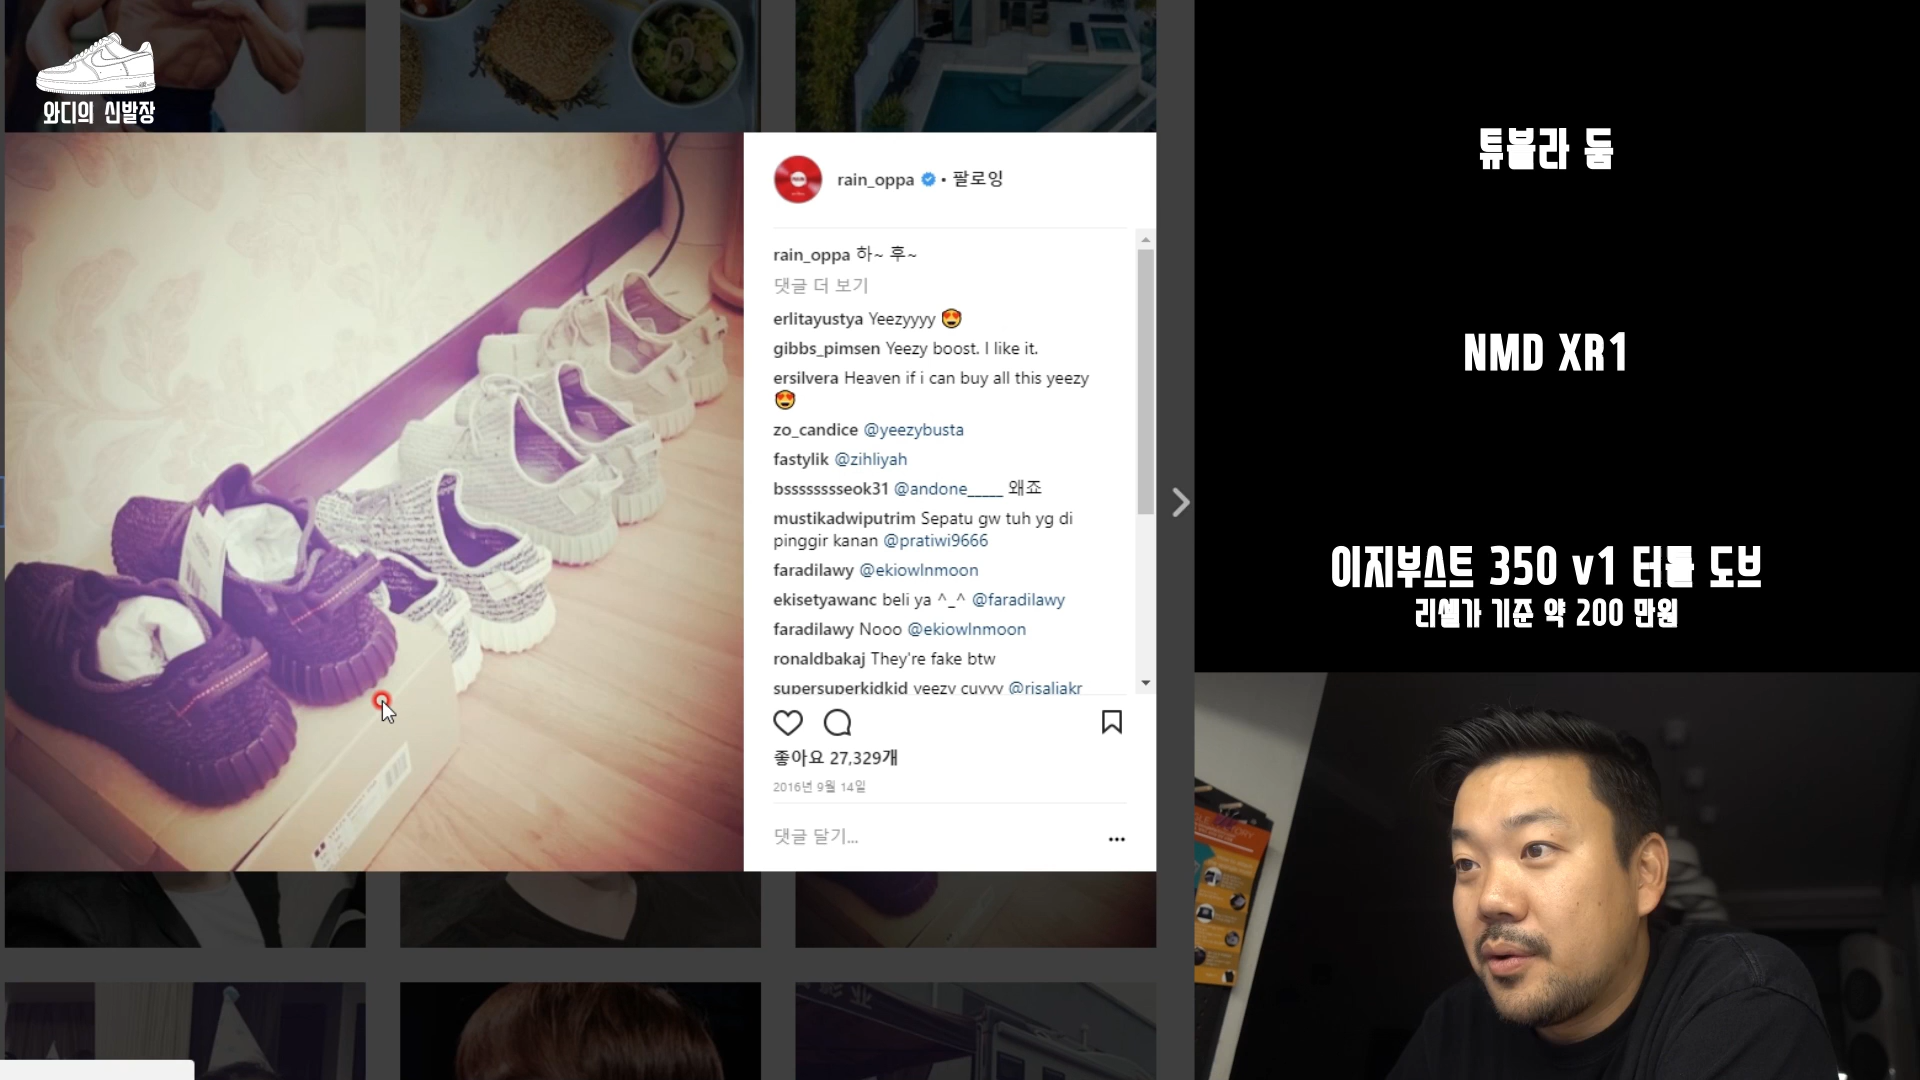 와디의 신발장
rain_oppa • 팔로잉
rain_oppa 하~ 후~
댓글 더 보기
erlitayustya Yeezyyyy 😍
gibbs_pimsen Yeezy boost. I like it.
ersilvera Heaven if i can buy all this yeezy
😍
zo_candice @yeezybusta
fastylik @zihliyah
bsssssssseok31 @andone_____ 왜죠
mustikadwiputrim Sepatu gw tuh yg di
pinggir kanan @pratiwi9666
faradilawy @ekiowlnmoon
ekisetyawanc beli ya ^_^ @faradilawy
faradilawy Nooo @ekiowlnmoon
ronaldbakaj They're fake btw
supersuperkidkid yeezy cuyyy @risaliakr
좋아요 27,329개
2016년 9월 14일
댓글 달기...
튜블라 둠
NMD XR1
이지부스트 350 v1 터틀 도브
리셀가 기준 약 200 만원